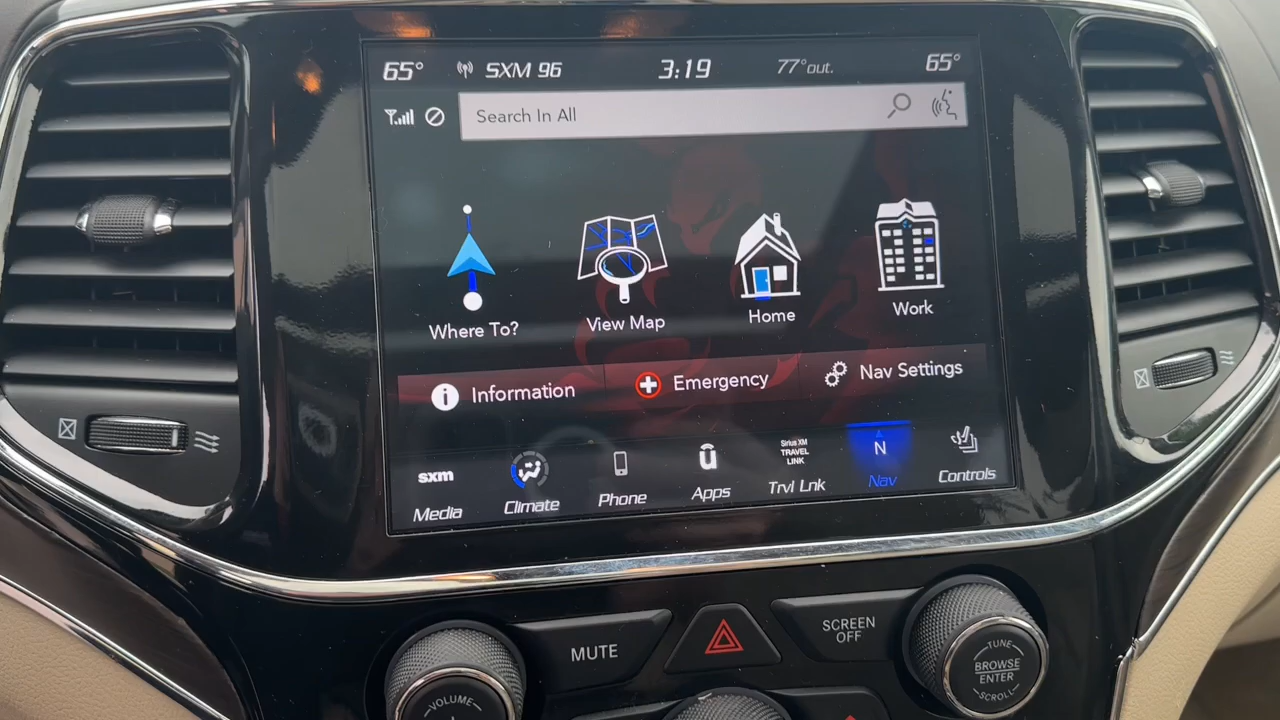 65° SXM 96 3:19 77° out. 65°
Search In All
Where To? View Map Home Work
Information Emergency Nav Settings
sxm Sirius XM
TRAVEL
LINK
N
Media Climate Phone Apps Trvl Lnk Nav Controls
MUTE SCREEN
OFF
VOLUME
TUNE
BROWSE
ENTER
SCROLL